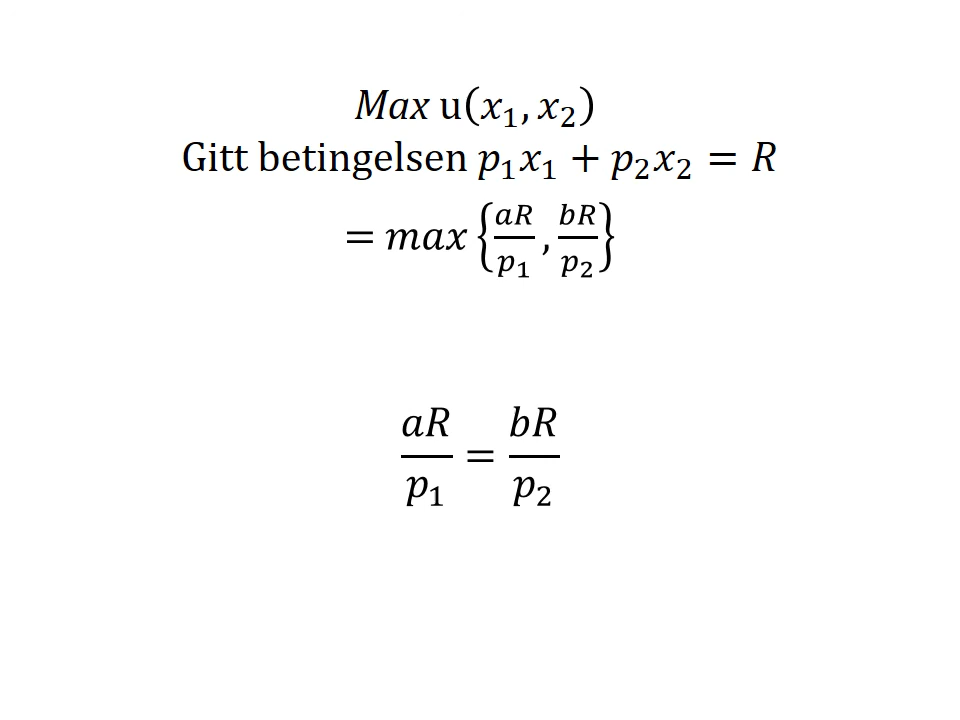 Max u(x₁, x₂)
Gitt betingelsen p₁x₁ + p₂x₂ = R
= max {aR/p₁, bR/p₂}
aR/p₁ = bR/p₂